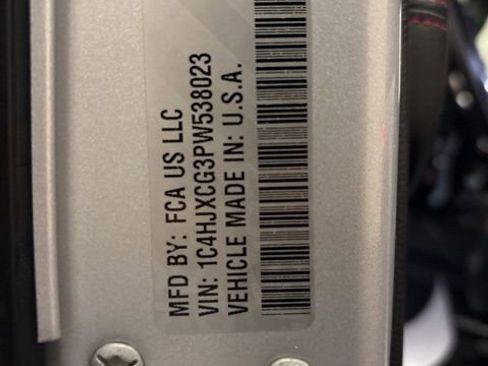 MFD BY: FCA US LLC
VIN: 1C4HJXCG3PW538023
VEHICLE MADE IN: U.S.A.